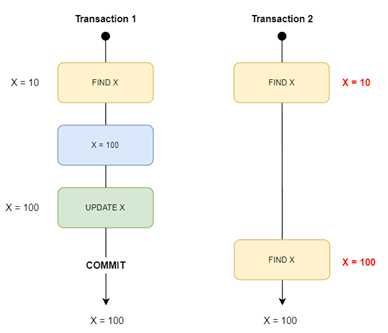 Transaction 1
Transaction 2
X = 10
FIND X
FIND X
X = 10
X = 100
X = 100
UPDATE X
COMMIT
FIND X
X = 100
X = 100
X = 100